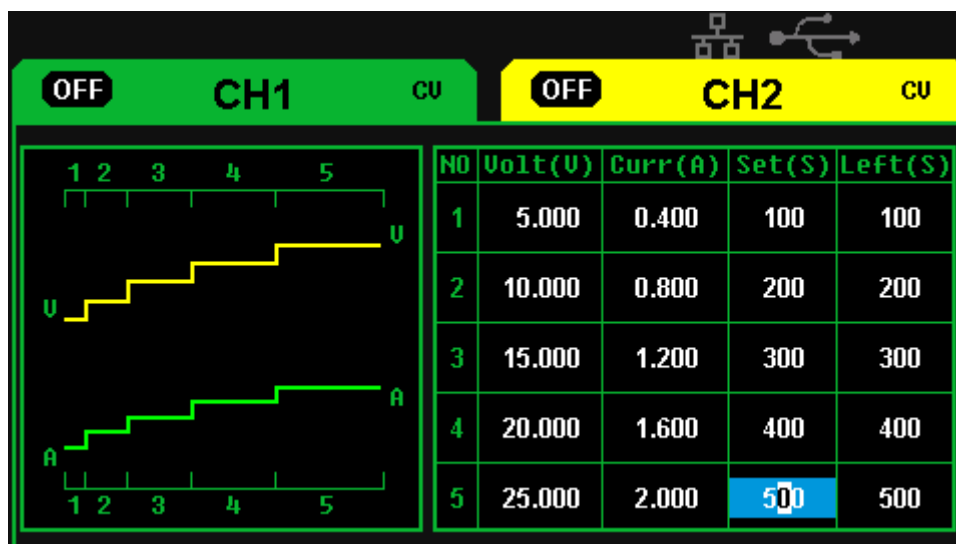 OFF CH1 CV OFF CH2 CV
1 2 3 4 5
V
V
A
A
1 2 3 4 5
NO Volt(V) Curr(A) Set(S) Left(S)
1 5.000 0.400 100 100
2 10.000 0.800 200 200
3 15.000 1.200 300 300
4 20.000 1.600 400 400
5 25.000 2.000 500 500